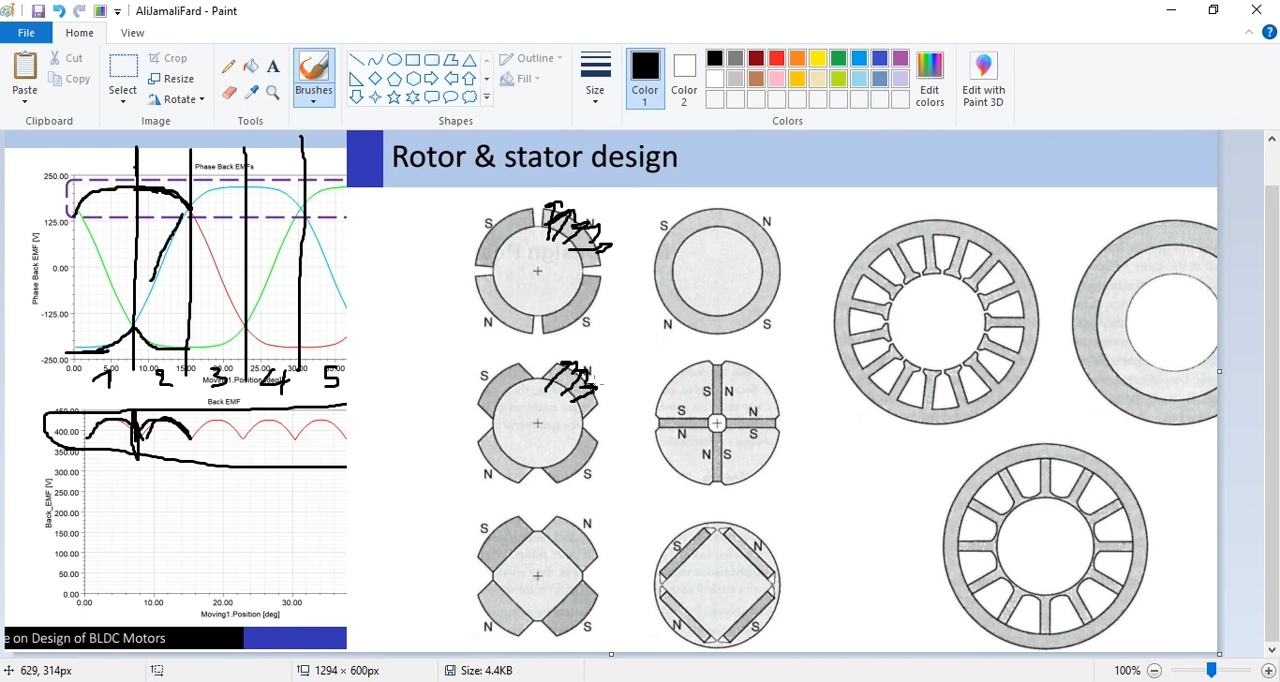 AliJamaliFard - Paint
File
Home
View
Paste
Cut
Copy
Clipboard
Select
Crop
Resize
Rotate
Image
A
Tools
Brushes
Shapes
Outline
Fill
Size
Color 1
Color 2
Edit colors
Edit with Paint 3D
Colors
Phase Back EMFs
Phase Back EMF [V]
250.00
125.00
0.00
-125.00
-250.00
0.00
5.00
15.00
25.00
1 2 3 4 5
Moving1.Position [deg]
Back EMF
Back_EMF [V]
450.00
400.00
350.00
300.00
250.00
200.00
150.00
100.00
50.00
0.00
0.00 10.00 20.00 30.00
Moving1.Position [deg]
e on Design of BLDC Motors
Rotor & stator design
S N
N S
S N
N S
S N
N S
S N
N S
S N
S N
N S
N S
S N
N S
629, 314px
1294 × 600px
Size: 4.4KB
100%